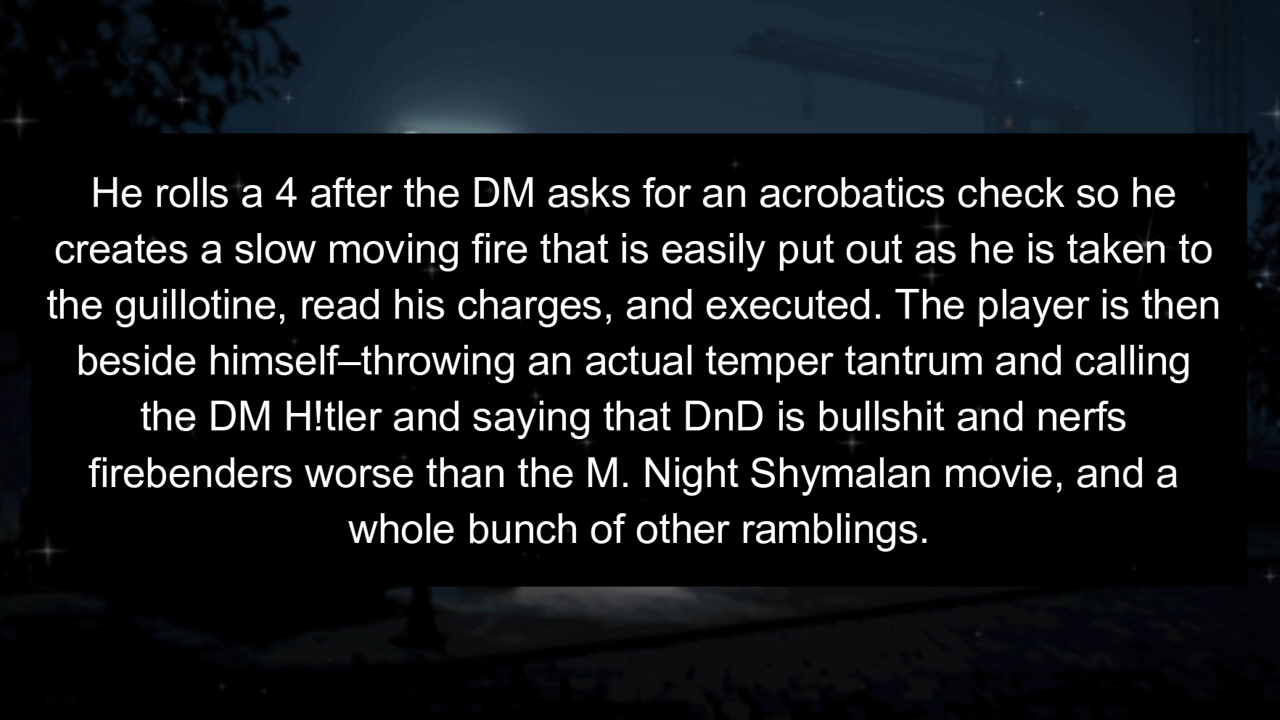 He rolls a 4 after the DM asks for an acrobatics check so he
creates a slow moving fire that is easily put out as he is taken to
the guillotine, read his charges, and executed. The player is then
beside himself–throwing an actual temper tantrum and calling
the DM H!tler and saying that DnD is bullshit and nerfs
firebenders worse than the M. Night Shymalan movie, and a
whole bunch of other ramblings.